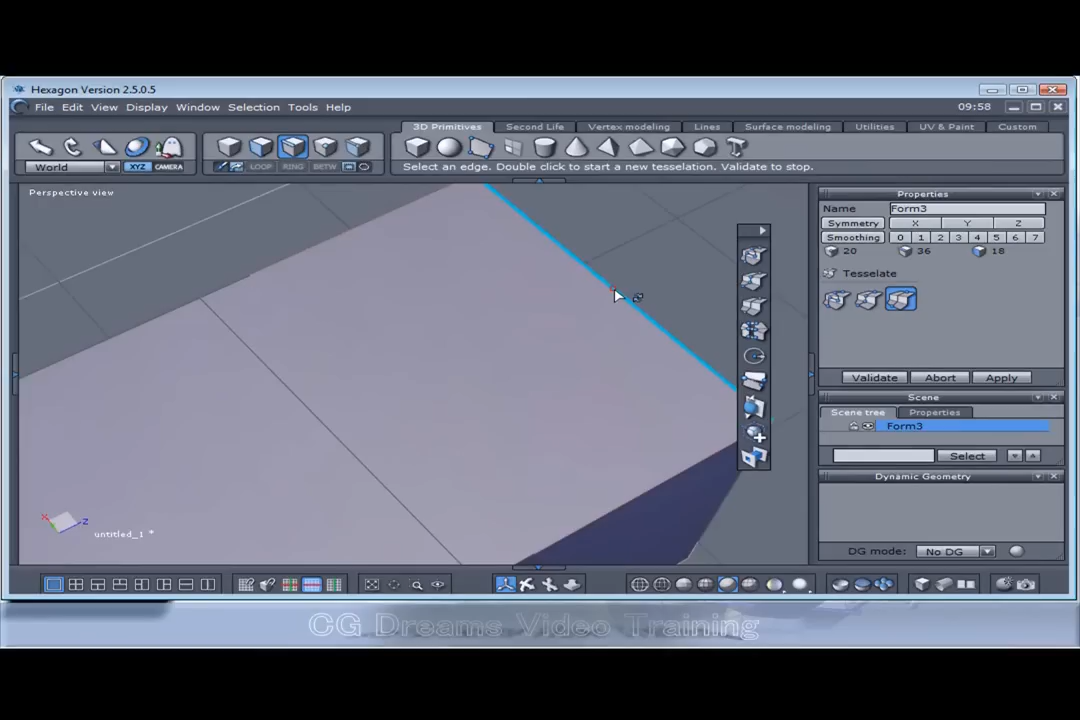 Hexagon Version 2.5.0.5
File Edit View Display Window Selection Tools Help
09:58
3D Primitives Second Life Vertex modeling Lines Surface modeling Utilities UV & Paint Custom
World XYZ CAMERA
LOOP RING BETW
Select an edge. Double click to start a new tesselation. Validate to stop.
Perspective view
Properties
Name Form3
Symmetry X Y Z
Smoothing 0 1 2 3 4 5 6 7
20 36 18
Tesselate
Validate Abort Apply
Scene
Scene tree Properties
Form3
Select
Dynamic Geometry
DG mode: No DG
X Z
untitled_1 *
CG Dreams Video Training